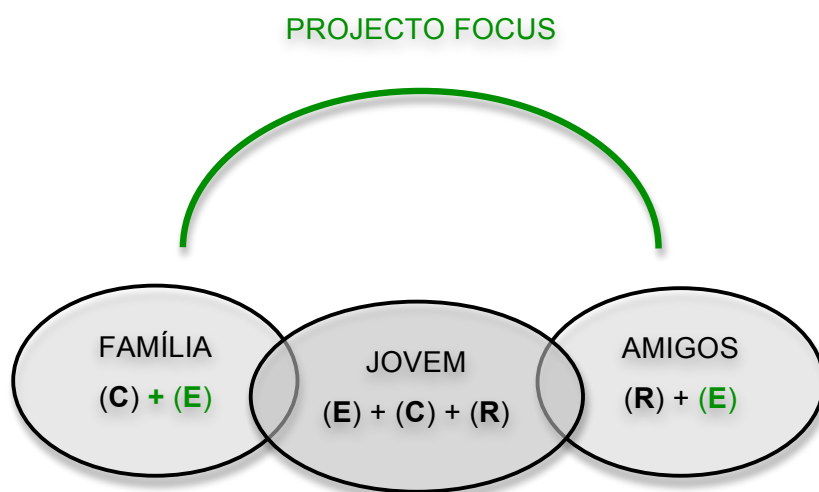 PROJECTO FOCUS
FAMÍLIA
(C) + (E)
JOVEM
(E) + (C) + (R)
AMIGOS
(R) + (E)